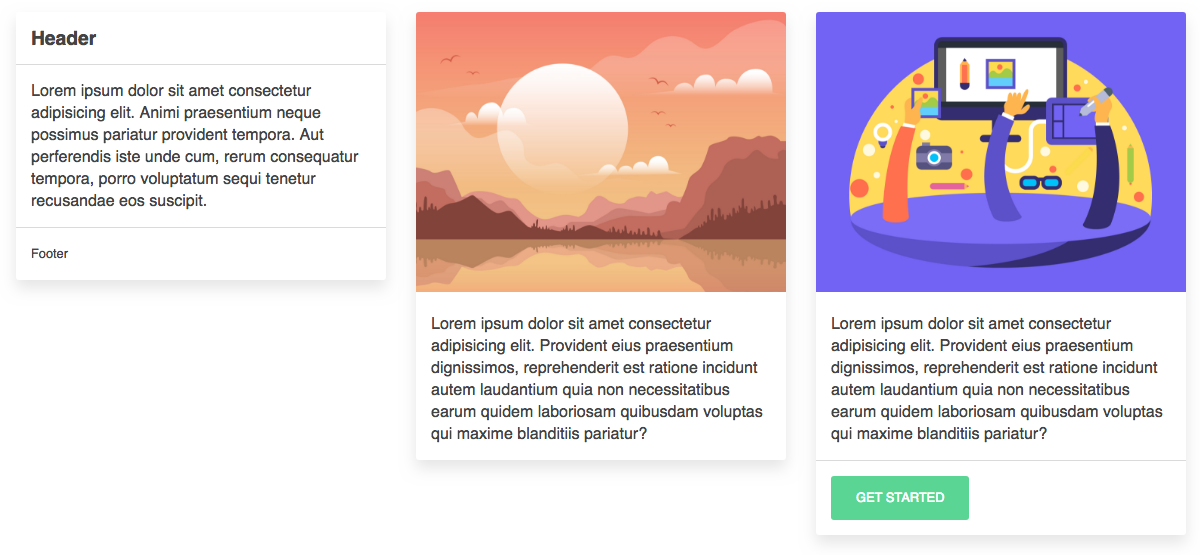 Header
Lorem ipsum dolor sit amet consectetur
adipisicing elit. Animi praesentium neque
possimus pariatur provident tempora. Aut
perferendis iste unde cum, rerum consequatur
tempora, porro voluptatum sequi tenetur
recusandae eos suscipit.
Footer
Lorem ipsum dolor sit amet consectetur
adipisicing elit. Provident eius praesentium
dignissimos, reprehenderit est ratione incidunt
autem laudantium quia non necessitatibus
earum quidem laboriosam quibusdam voluptas
qui maxime blanditiis pariatur?
Lorem ipsum dolor sit amet consectetur
adipisicing elit. Provident eius praesentium
dignissimos, reprehenderit est ratione incidunt
autem laudantium quia non necessitatibus
earum quidem laboriosam quibusdam voluptas
qui maxime blanditiis pariatur?
GET STARTED